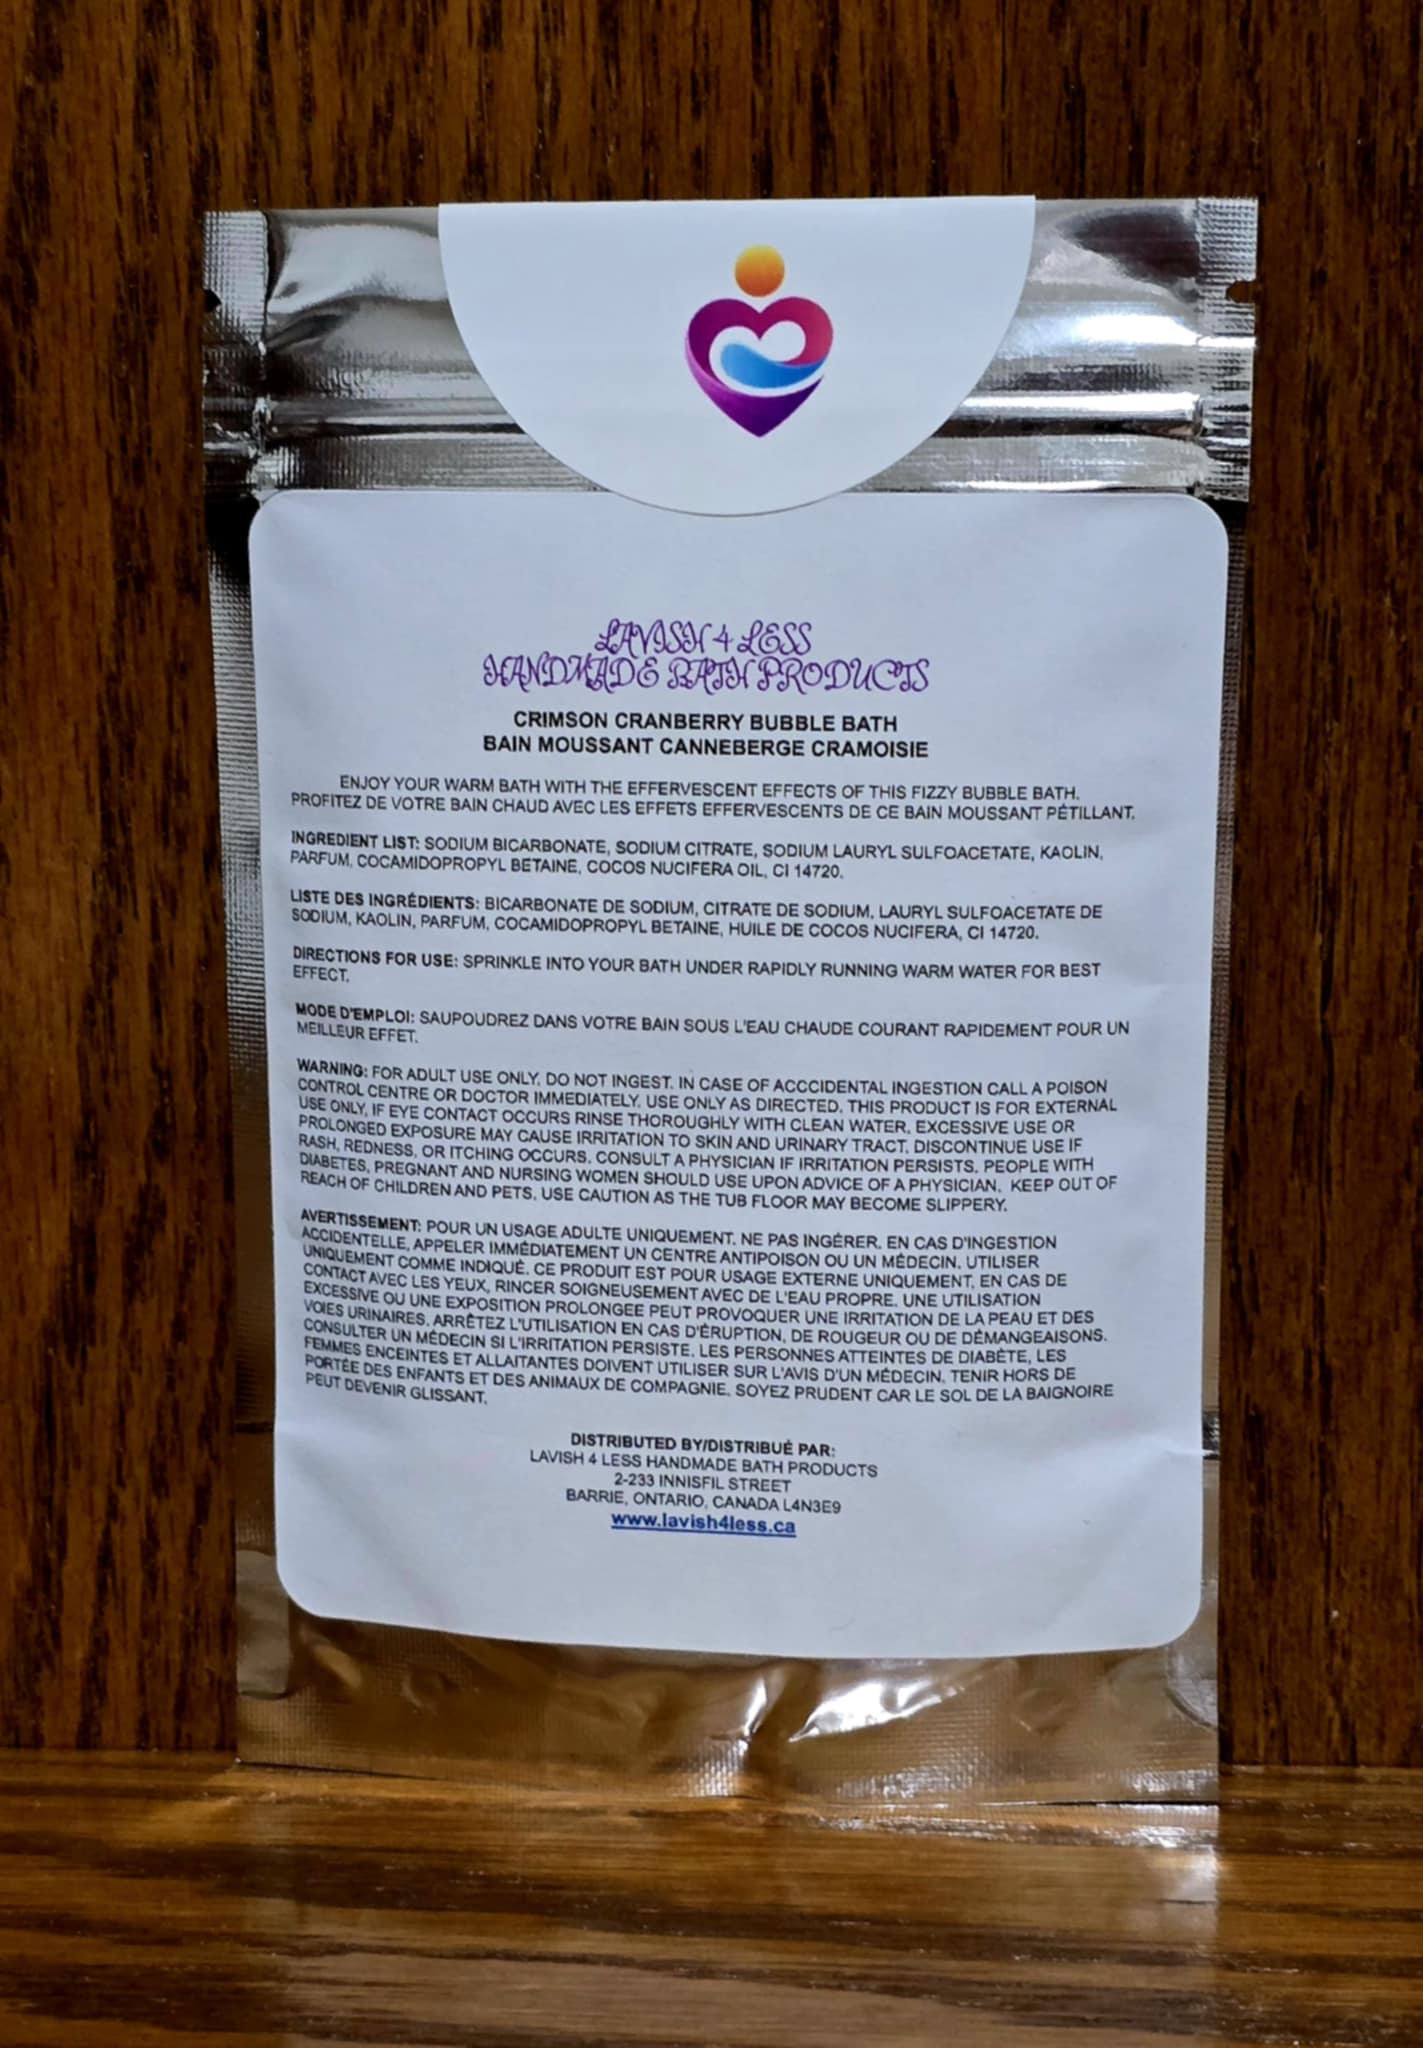 LAVISH 4 LESS
HANDMADE BATH PRODUCTS
CRIMSON CRANBERRY BUBBLE BATH
BAIN MOUSSANT CANNEBERGE CRAMOISIE
ENJOY YOUR WARM BATH WITH THE EFFERVESCENT EFFECTS OF THIS FIZZY BUBBLE BATH.
PROFITEZ DE VOTRE BAIN CHAUD AVEC LES EFFETS EFFERVESCENTS DE CE BAIN MOUSSANT PÉTILLANT.
INGREDIENT LIST: SODIUM BICARBONATE, SODIUM CITRATE, SODIUM LAURYL SULFOACETATE, KAOLIN,
PARFUM, COCAMIDOPROPYL BETAINE, COCOS NUCIFERA OIL, CI 14720.
LISTE DES INGRÉDIENTS: BICARBONATE DE SODIUM, CITRATE DE SODIUM, LAURYL SULFOACETATE DE
SODIUM, KAOLIN, PARFUM, COCAMIDOPROPYL BETAINE, HUILE DE COCOS NUCIFERA, CI 14720.
DIRECTIONS FOR USE: SPRINKLE INTO YOUR BATH UNDER RAPIDLY RUNNING WARM WATER FOR BEST
EFFECT.
MODE D'EMPLOI: SAUPOUDREZ DANS VOTRE BAIN SOUS L'EAU CHAUDE COURANT RAPIDEMENT POUR UN
MEILLEUR EFFET.
WARNING: FOR ADULT USE ONLY. DO NOT INGEST. IN CASE OF ACCCIDENTAL INGESTION CALL A POISON
CONTROL CENTRE OR DOCTOR IMMEDIATELY. USE ONLY AS DIRECTED. THIS PRODUCT IS FOR EXTERNAL
USE ONLY, IF EYE CONTACT OCCURS RINSE THOROUGHLY WITH CLEAN WATER. EXCESSIVE USE OR
PROLONGED EXPOSURE MAY CAUSE IRRITATION TO SKIN AND URINARY TRACT. DISCONTINUE USE IF
RASH, REDNESS, OR ITCHING OCCURS. CONSULT A PHYSICIAN IF IRRITATION PERSISTS. PEOPLE WITH
DIABETES, PREGNANT AND NURSING WOMEN SHOULD USE UPON ADVICE OF A PHYSICIAN. KEEP OUT OF
REACH OF CHILDREN AND PETS. USE CAUTION AS THE TUB FLOOR MAY BECOME SLIPPERY.
AVERTISSEMENT: POUR UN USAGE ADULTE UNIQUEMENT. NE PAS INGÉRER. EN CAS D'INGESTION
ACCIDENTELLE, APPELER IMMÉDIATEMENT UN CENTRE ANTIPOISON OU UN MÉDECIN. UTILISER
UNIQUEMENT COMME INDIQUÉ. CE PRODUIT EST POUR USAGE EXTERNE UNIQUEMENT, EN CAS DE
CONTACT AVEC LES YEUX, RINCER SOIGNEUSEMENT AVEC DE L'EAU PROPRE. UNE UTILISATION
EXCESSIVE OU UNE EXPOSITION PROLONGEE PEUT PROVOQUER UNE IRRITATION DE LA PEAU ET DES
VOIES URINAIRES. ARRÊTEZ L'UTILISATION EN CAS D'ÉRUPTION, DE ROUGEUR OU DE DÉMANGEAISONS.
CONSULTER UN MÉDECIN SI L'IRRITATION PERSISTE. LES PERSONNES ATTEINTES DE DIABÈTE, LES
FEMMES ENCEINTES ET ALLAITANTES DOIVENT UTILISER SUR L'AVIS D'UN MÉDECIN. TENIR HORS DE
PORTÉE DES ENFANTS ET DES ANIMAUX DE COMPAGNIE. SOYEZ PRUDENT CAR LE SOL DE LA BAIGNOIRE
PEUT DEVENIR GLISSANT.
DISTRIBUTED BY/DISTRIBUÉ PAR:
LAVISH 4 LESS HANDMADE BATH PRODUCTS
2-233 INNISFIL STREET
BARRIE, ONTARIO, CANADA L4N3E9
www.lavish4less.ca